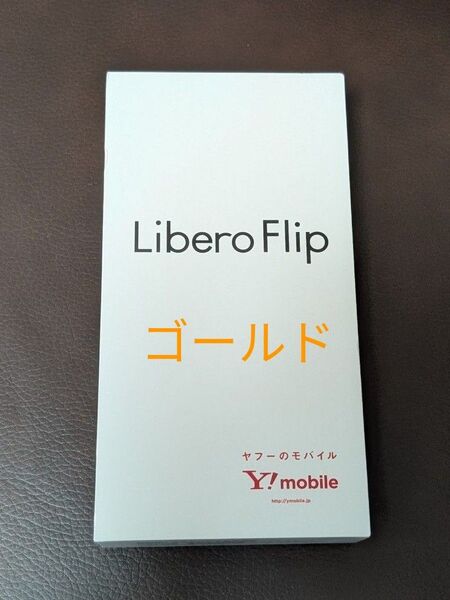 Libero Flip
ゴールド
ヤフーのモバイル
Y! mobile
http://ymobile.jp